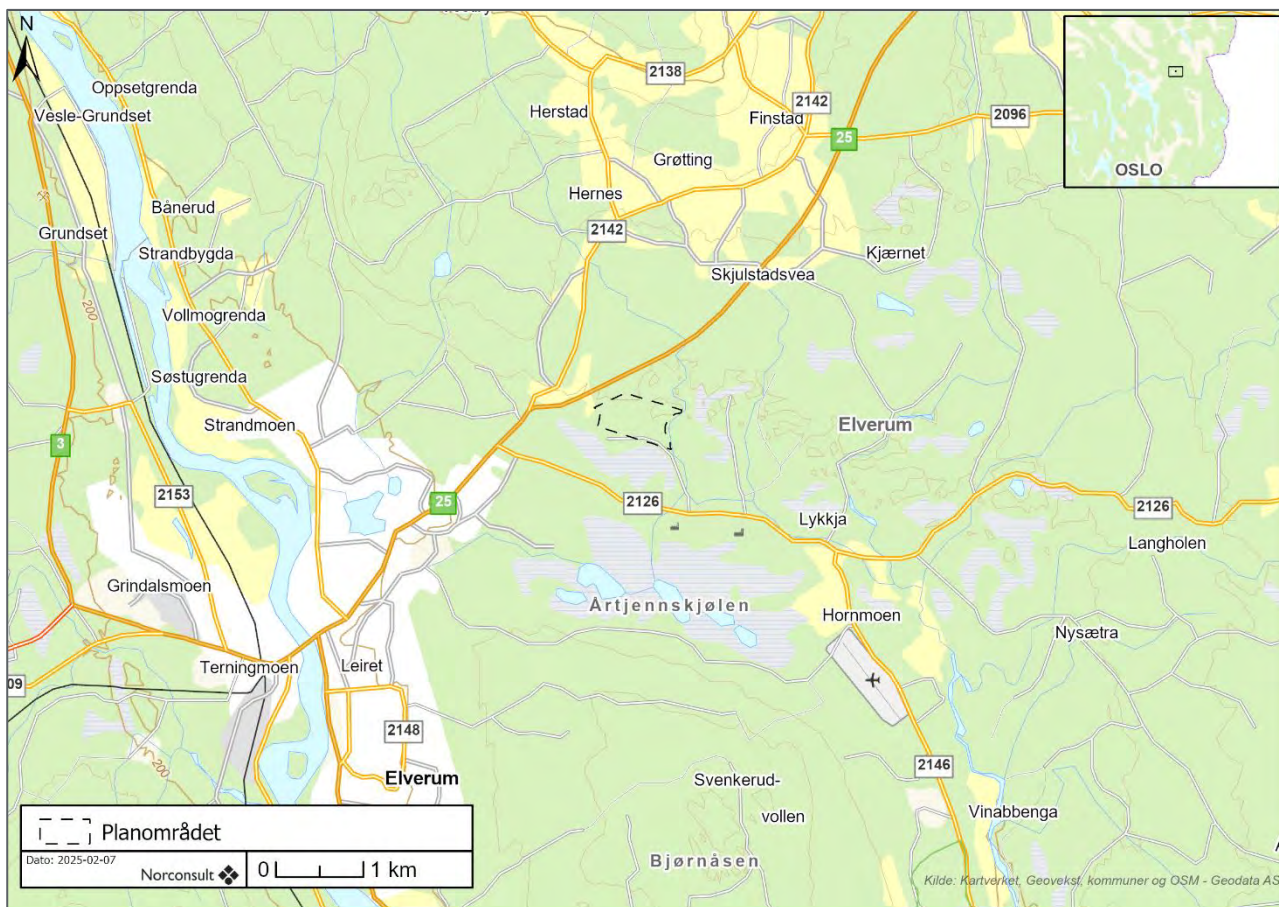 N
Oppsetgrenda
Vesle-Grundset
2138
2142
Herstad
Finstad
2096
25
Grøtting
OSLO
Bånerud
Hernes
Grundset
2142
Strandbygda
Kjærnet
Skjulstadsvea
200
Vollmogrenda
Søstugrenda
Strandmoen
Elverum
3
2153
25
2126
2126
Lykkja
Langholen
Grindalsmoen
Årtjennskjølen
Hornmoen
Nysætra
Terningmoen
Leiret
09
2148
200
2146
Elverum
Svenkerud-
vollen
Vinabbenga
Bjørnåsen
Planområdet
Dato: 2025-02-07
Norconsult
0 1 km
Kilde: Kartverket, Geovekst, kommuner og OSM - Geodata AS